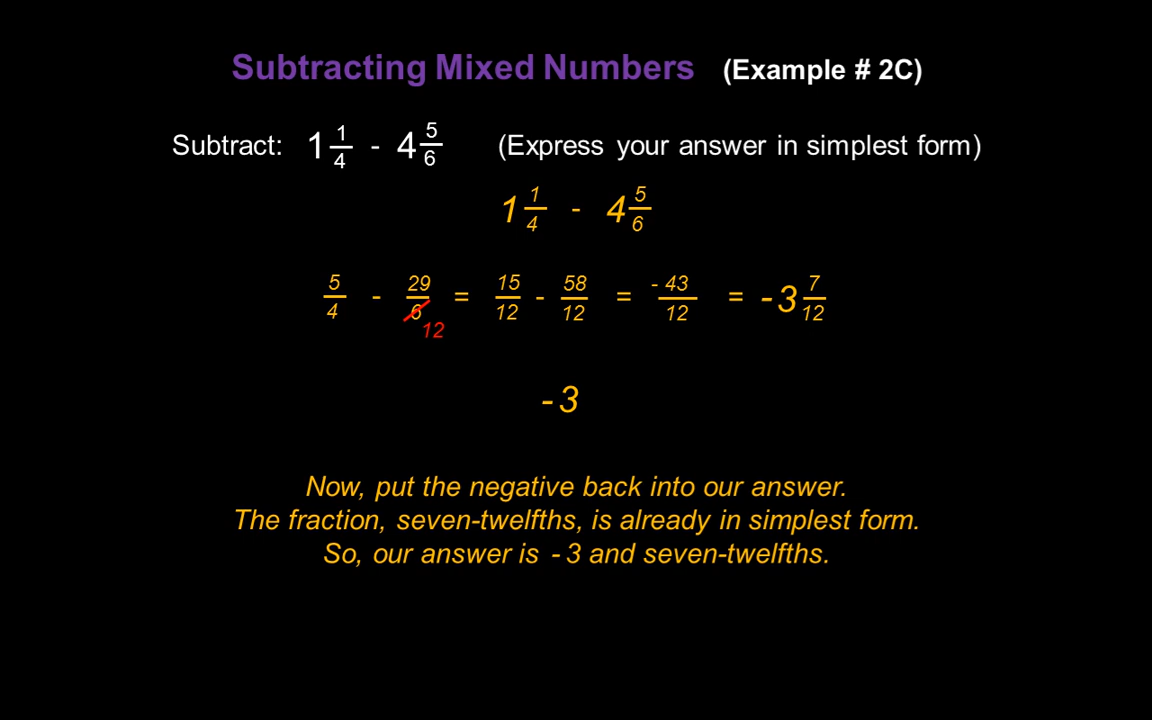 Subtracting Mixed Numbers (Example # 2C)
Subtract: 1 1/4 - 4 5/6 (Express your answer in simplest form)
1 1/4 - 4 5/6
5/4 - 29/6 = 15/12 - 58/12 = - 43/12 = - 3 7/12
12
- 3
Now, put the negative back into our answer.
The fraction, seven-twelfths, is already in simplest form.
So, our answer is - 3 and seven-twelfths.